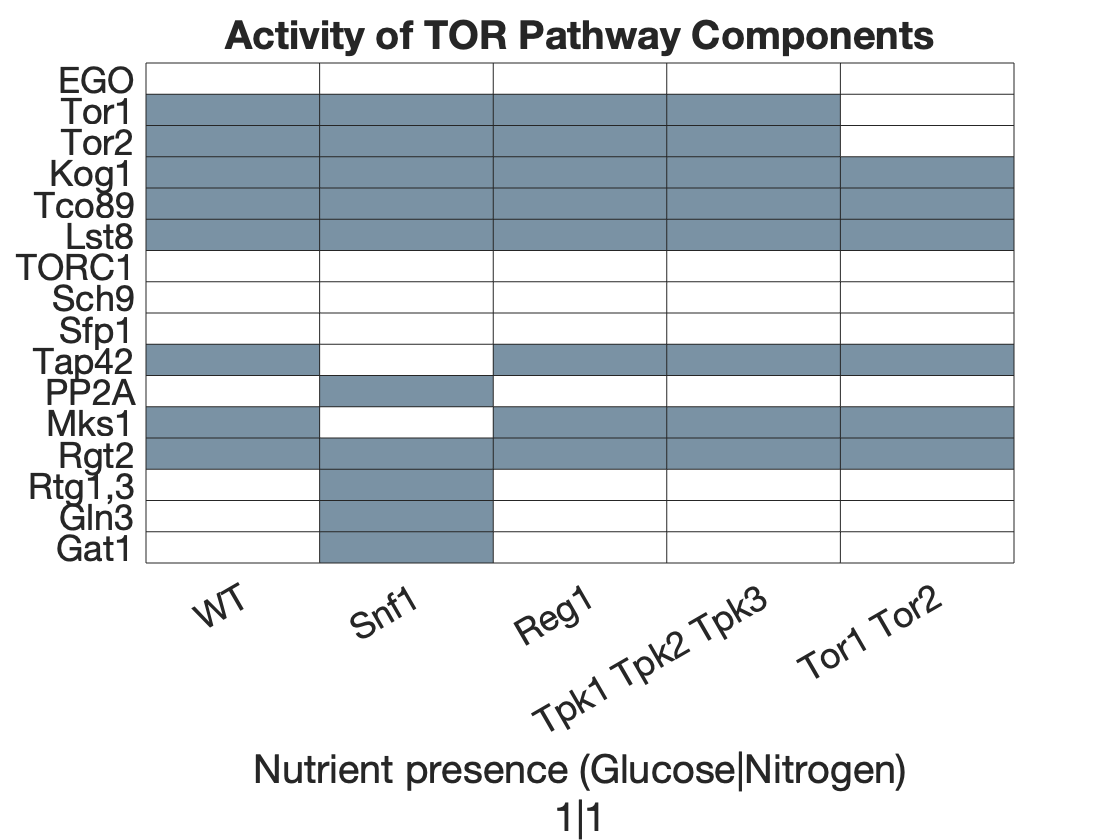 Activity of TOR Pathway Components
EGO
Tor1
Tor2
Kog1
Tco89
Lst8
TORC1
Sch9
Sfp1
Tap42
PP2A
Mks1
Rgt2
Rtg1,3
Gln3
Gat1
WT
Snf1
Reg1
Tpk1 Tpk2 Tpk3
Tor1 Tor2
Nutrient presence (Glucose|Nitrogen)
1|1